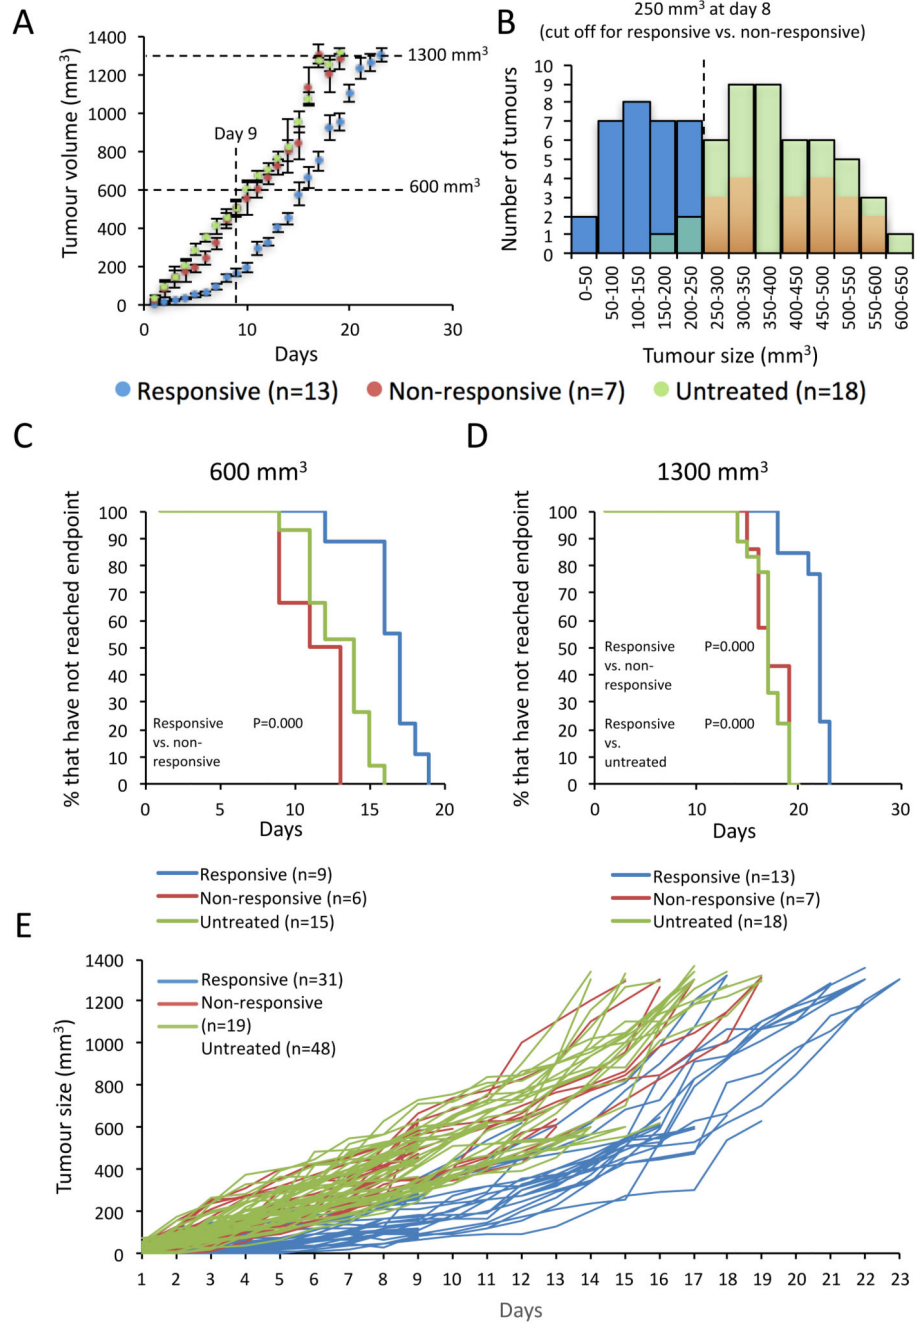 A
Tumour volume (mm³)
1400
1200
1000
800
600
400
200
0
Day 9
1300 mm³
600 mm³
0
10
20
30
Days
B
250 mm³ at day 8
(cut off for responsive vs. non-responsive)
Number of tumours
10
9
8
7
6
5
4
3
2
1
0
0-50
50-100
100-150
150-200
200-250
250-300
300-350
350-400
400-450
450-500
500-550
550-600
600-650
Tumour size (mm³)
Responsive (n=13)
Non-responsive (n=7)
Untreated (n=18)
C
600 mm³
% that have not reached endpoint
100
90
80
70
60
50
40
30
20
10
0
Responsive
vs. non-
responsive
P=0.000
0
5
10
15
20
Days
Responsive (n=9)
Non-responsive (n=6)
Untreated (n=15)
D
1300 mm³
% that have not reached endpoint
100
90
80
70
60
50
40
30
20
10
0
Responsive
vs. non-
responsive
P=0.000
Responsive
vs.
untreated
P=0.000
0
10
20
30
Days
Responsive (n=13)
Non-responsive (n=7)
Untreated (n=18)
E
Tumour size (mm³)
1400
1200
1000
800
600
400
200
0
Responsive (n=31)
Non-responsive
(n=19)
Untreated (n=48)
1 2 3 4 5 6 7 8 9 10 11 12 13 14 15 16 17 18 19 20 21 22 23
Days